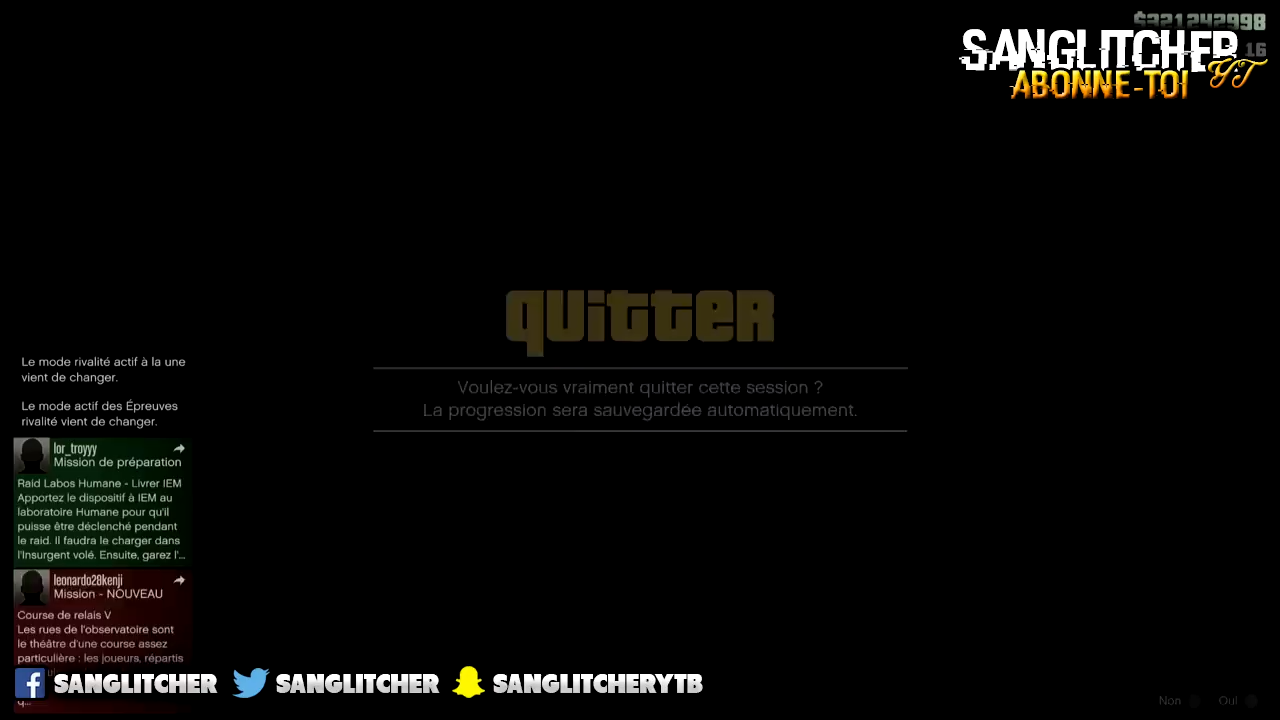 $321242998
16
SANGLITCHER
YT
ABONNE-TOI
quitter
Voulez-vous vraiment quitter cette session ?
La progression sera sauvegardée automatiquement.
Le mode rivalité actif à la une
vient de changer.
Le mode actif des Épreuves
rivalité vient de changer.
lor_troyyy
Mission de préparation
Raid Labos Humane - Livrer IEM
Apportez le dispositif à IEM au
laboratoire Humane pour qu'il
puisse être déclenché pendant
le raid. Il faudra le charger dans
l'Insurgent volé. Ensuite, garez l'...
leonardo28kenji
Mission - NOUVEAU
Course de relais V
Les rues de l'observatoire sont
le théâtre d'une course assez
particulière : les joueurs, répartis
SANGLITCHER
SANGLITCHER
SANGLITCHERYTB
q...
Non
Oui